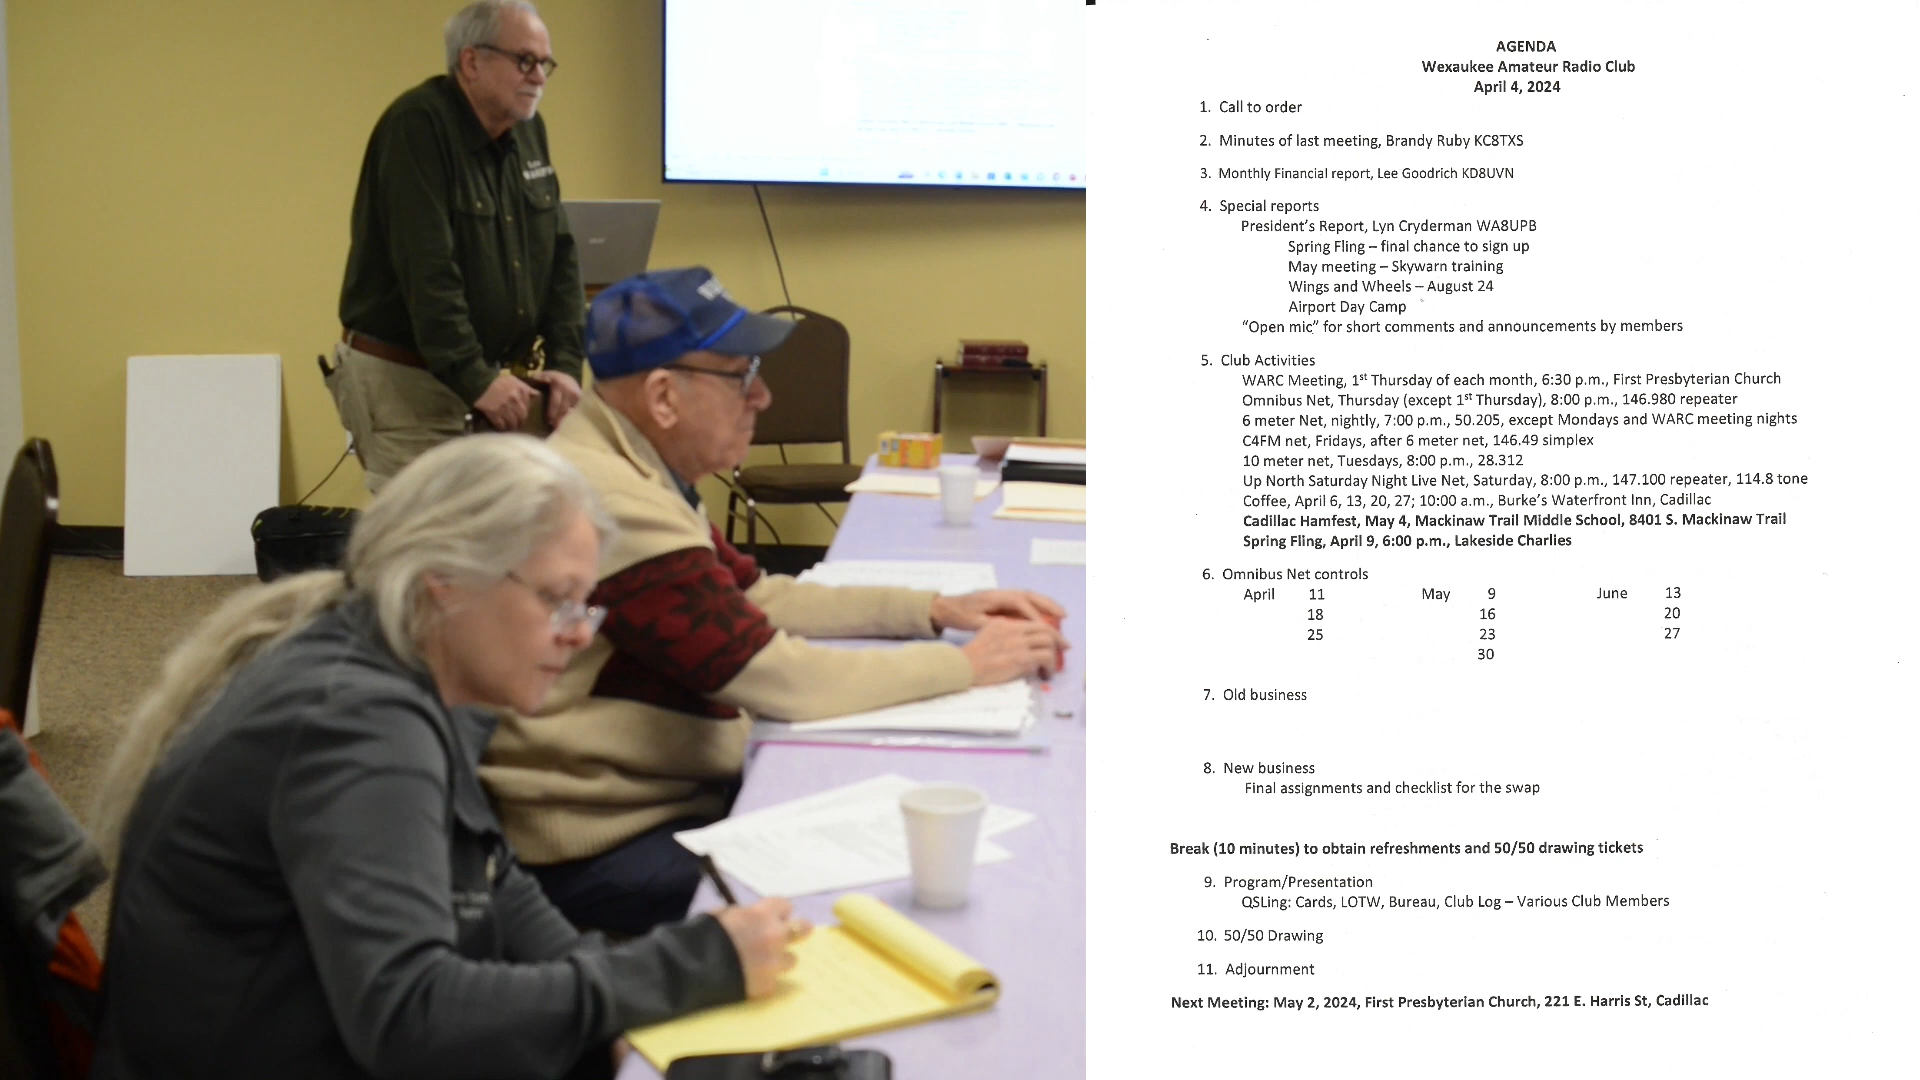 AGENDA
Wexaukee Amateur Radio Club
April 4, 2024
1. Call to order
2. Minutes of last meeting, Brandy Ruby KC8TXS
3. Monthly Financial report, Lee Goodrich KD8UVN
4. Special reports
President's Report, Lyn Cryderman WA8UPB
Spring Fling – final chance to sign up
May meeting – Skywarn training
Wings and Wheels – August 24
Airport Day Camp
"Open mic" for short comments and announcements by members
5. Club Activities
WARC Meeting, 1st Thursday of each month, 6:30 p.m., First Presbyterian Church
Omnibus Net, Thursday (except 1st Thursday), 8:00 p.m., 146.980 repeater
6 meter Net, nightly, 7:00 p.m., 50.205, except Mondays and WARC meeting nights
C4FM net, Fridays, after 6 meter net, 146.49 simplex
10 meter net, Tuesdays, 8:00 p.m., 28.312
Up North Saturday Night Live Net, Saturday, 8:00 p.m., 147.100 repeater, 114.8 tone
Coffee, April 6, 13, 20, 27; 10:00 a.m., Burke's Waterfront Inn, Cadillac
Cadillac Hamfest, May 4, Mackinaw Trail Middle School, 8401 S. Mackinaw Trail
Spring Fling, April 9, 6:00 p.m., Lakeside Charlies
6. Omnibus Net controls
April 11 May 9 June 13
18 16 20
25 23 27
30
7. Old business
8. New business
Final assignments and checklist for the swap
Break (10 minutes) to obtain refreshments and 50/50 drawing tickets
9. Program/Presentation
QSLing: Cards, LOTW, Bureau, Club Log – Various Club Members
10. 50/50 Drawing
11. Adjournment
Next Meeting: May 2, 2024, First Presbyterian Church, 221 E. Harris St, Cadillac